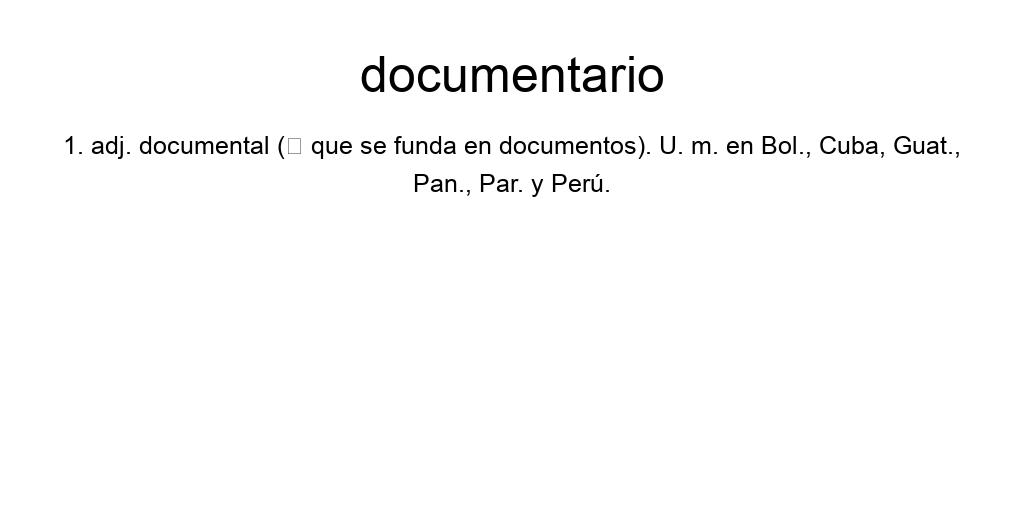 documentario
1. adj. documental (▯ que se funda en documentos). U. m. en Bol., Cuba, Guat.,
Pan., Par. y Perú.